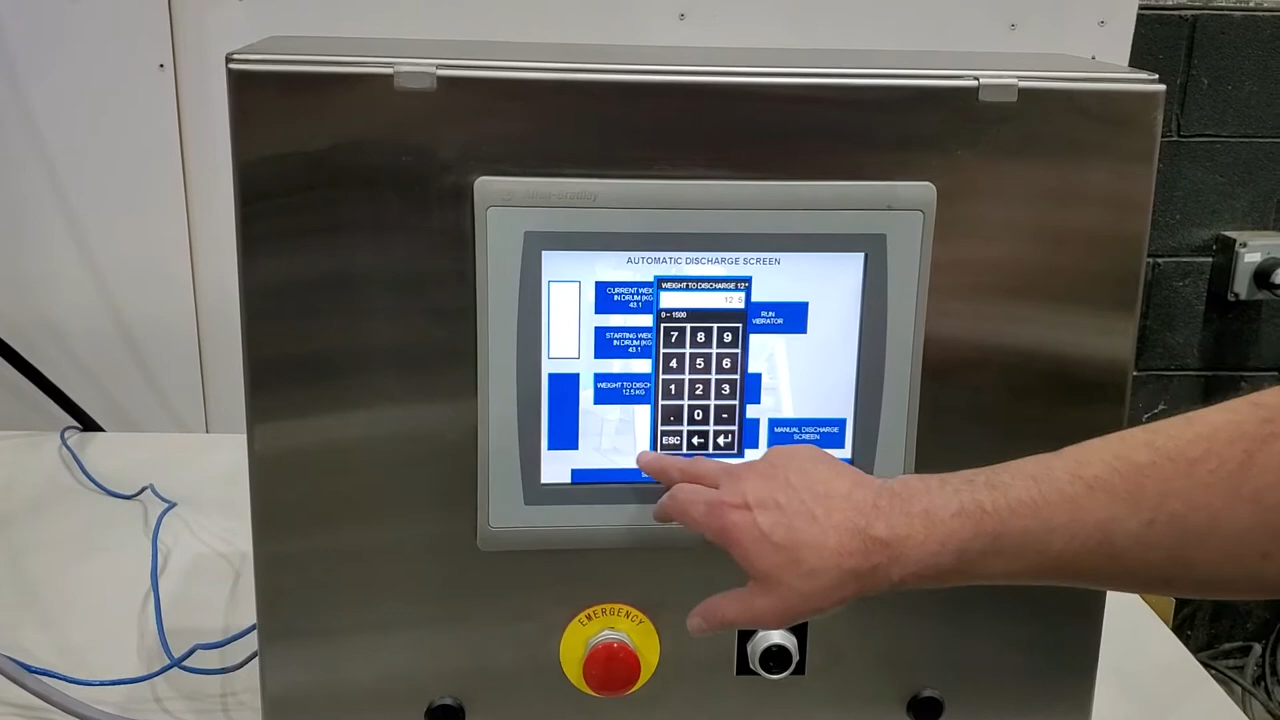 Allen-Bradley
AUTOMATIC DISCHARGE SCREEN
CURRENT WEIG
IN DRUM (KG
43.1
STARTING WEIG
IN DRUM (KG
43.1
WEIGHT TO DISCH
12.5 KG
WEIGHT TO DISCHARGE 12.*
12.5
0 ~ 1500
7 8 9
4 5 6
1 2 3
. 0 -
ESC
RUN
VIBRATOR
MANUAL DISCHARGE
SCREEN
EMERGENCY